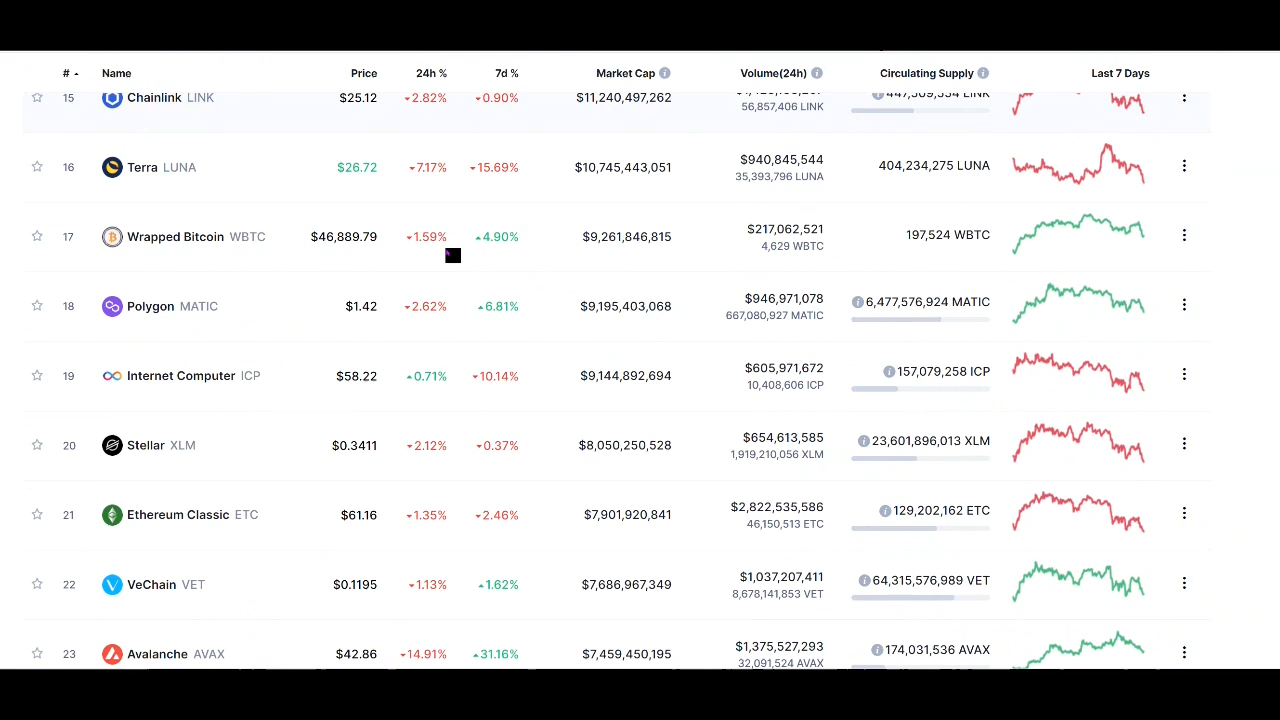 # Name Price 24h % 7d % Market Cap Volume(24h) Circulating Supply Last 7 Days
15 Chainlink LINK $25.12 2.82% 0.90% $11,240,497,262
56,857,406 LINK
16 Terra LUNA $26.72 7.17% 15.69% $10,745,443,051 $940,845,544 404,234,275 LUNA
35,393,796 LUNA
17 Wrapped Bitcoin WBTC $46,889.79 1.59% 4.90% $9,261,846,815 $217,062,521 197,524 WBTC
4,629 WBTC
18 Polygon MATIC $1.42 2.62% 6.81% $9,195,403,068 $946,971,078 6,477,576,924 MATIC
667,080,927 MATIC
19 Internet Computer ICP $58.22 0.71% 10.14% $9,144,892,694 $605,971,672 157,079,258 ICP
10,408,606 ICP
20 Stellar XLM $0.3411 2.12% 0.37% $8,050,250,528 $654,613,585 23,601,896,013 XLM
1,919,210,056 XLM
21 Ethereum Classic ETC $61.16 1.35% 2.46% $7,901,920,841 $2,822,535,586 129,202,162 ETC
46,150,513 ETC
22 VeChain VET $0.1195 1.13% 1.62% $7,686,967,349 $1,037,207,411 64,315,576,989 VET
8,678,141,853 VET
23 Avalanche AVAX $42.86 14.91% 31.16% $7,459,450,195 $1,375,527,293 174,031,536 AVAX
32,091,524 AVAX